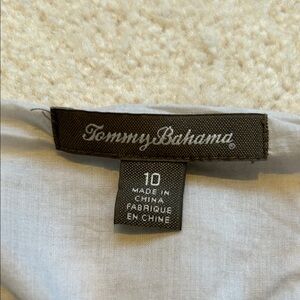 Tommy Bahama®
10
MADE IN
CHINA
FABRIQUE
EN CHINE